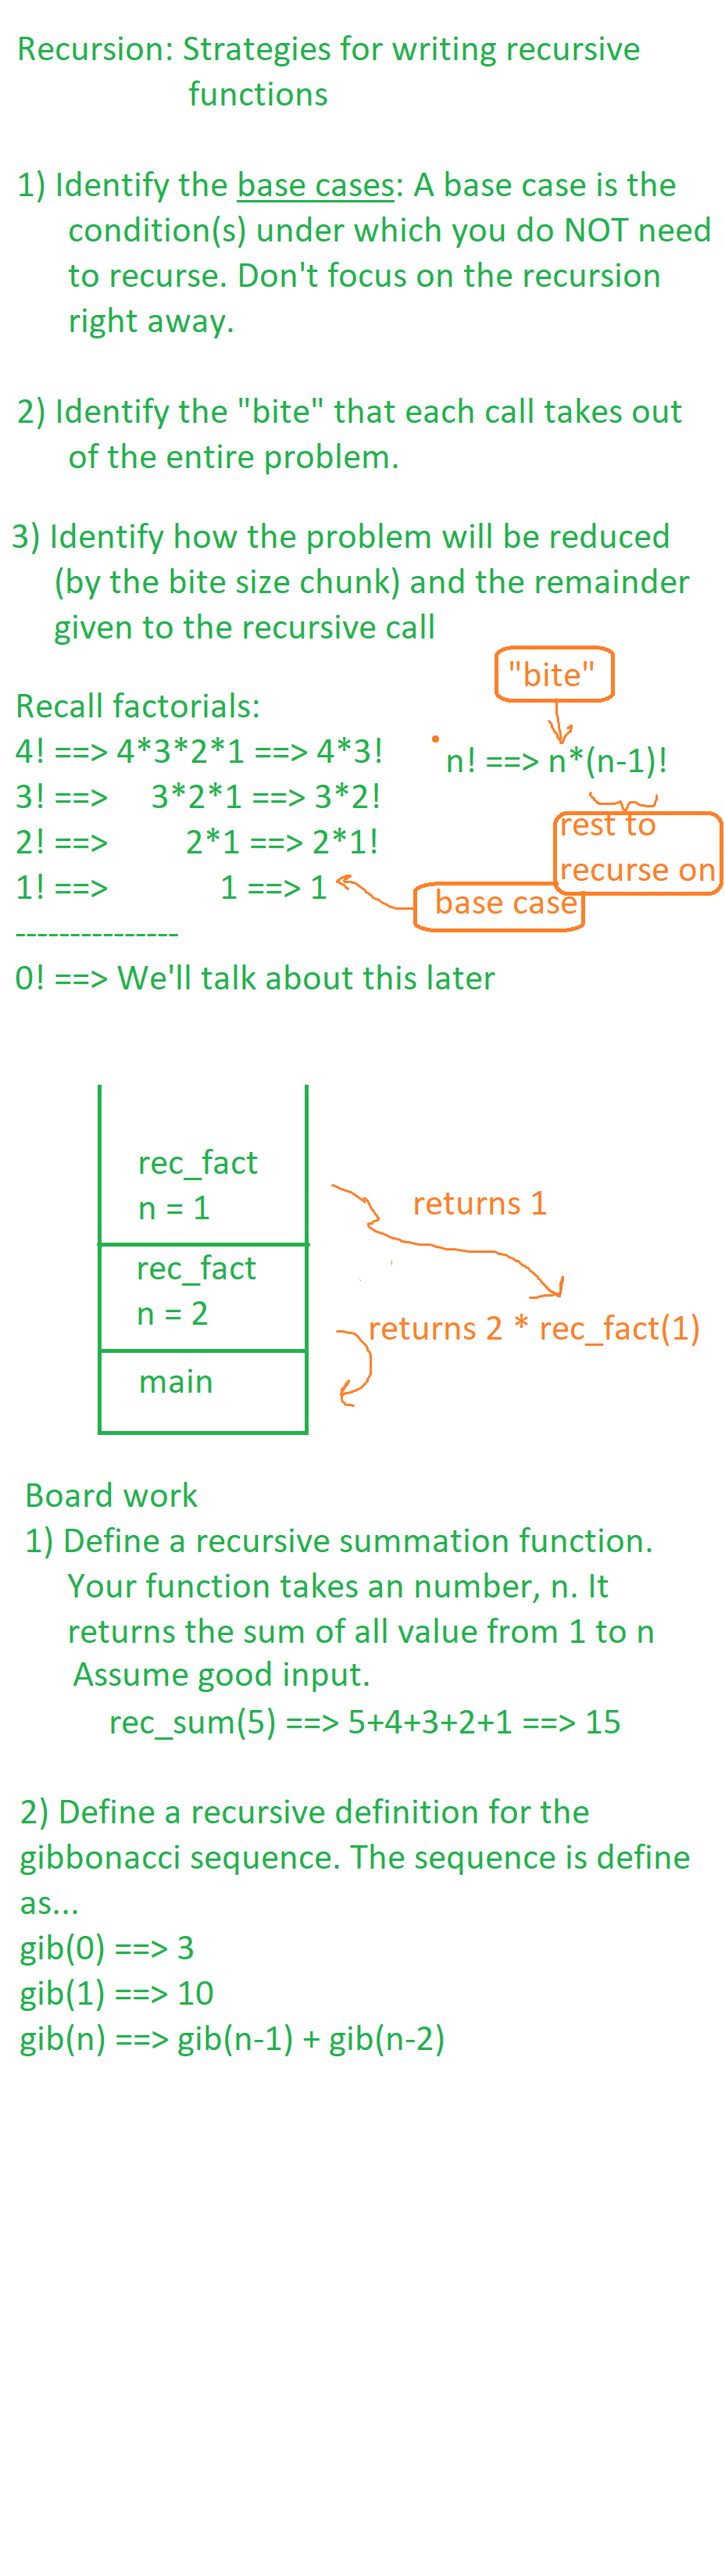 Recursion: Strategies for writing recursive
functions
1) Identify the base cases: A base case is the
condition(s) under which you do NOT need
to recurse. Don't focus on the recursion
right away.
2) Identify the "bite" that each call takes out
of the entire problem.
3) Identify how the problem will be reduced
(by the bite size chunk) and the remainder
given to the recursive call
"bite"
Recall factorials:
4! ==> 4*3*2*1 ==> 4*3!
n! ==> n*(n-1)!
3! ==> 3*2*1 ==> 3*2!
2! ==> 2*1 ==> 2*1!
rest to
recurse on
1! ==> 1 ==> 1
base case
---------------
0! ==> We'll talk about this later
rec_fact
n = 1
returns 1
rec_fact
n = 2
returns 2 * rec_fact(1)
main
Board work
1) Define a recursive summation function.
Your function takes an number, n. It
returns the sum of all value from 1 to n
Assume good input.
rec_sum(5) ==> 5+4+3+2+1 ==> 15
2) Define a recursive definition for the
gibbonacci sequence. The sequence is define
as...
gib(0) ==> 3
gib(1) ==> 10
gib(n) ==> gib(n-1) + gib(n-2)